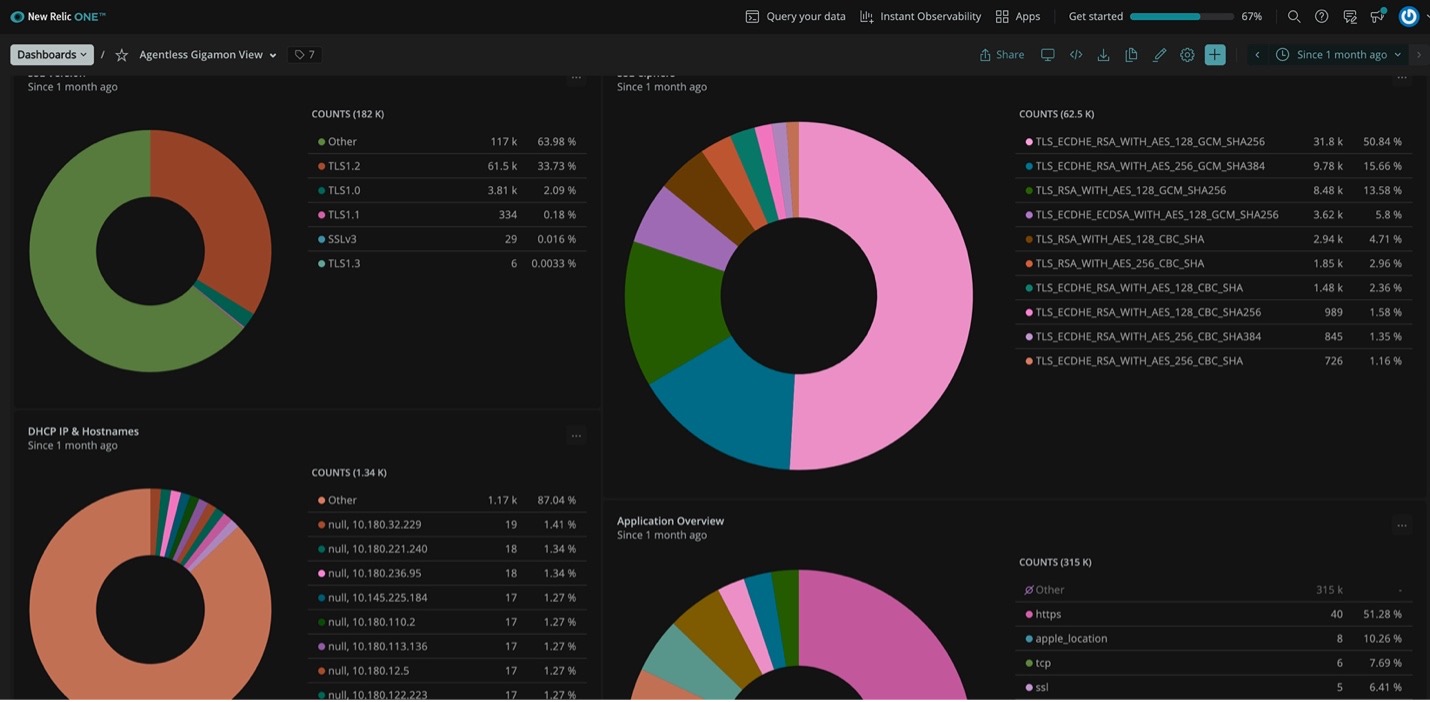 New Relic ONE™ Query your data Instant Observability Apps Get started 67%
Dashboards / Agentless Gigamon View 7 Share Since 1 month ago
Since 1 month ago
COUNTS (182 K)
Other 117 k 63.98 %
TLS1.2 61.5 k 33.73 %
TLS1.0 3.81 k 2.09 %
TLS1.1 334 0.18 %
SSLv3 29 0.016 %
TLS1.3 6 0.0033 %
Since 1 month ago
COUNTS (62.5 K)
TLS_ECDHE_RSA_WITH_AES_128_GCM_SHA256 31.8 k 50.84 %
TLS_ECDHE_RSA_WITH_AES_256_GCM_SHA384 9.78 k 15.66 %
TLS_RSA_WITH_AES_128_GCM_SHA256 8.48 k 13.58 %
TLS_ECDHE_ECDSA_WITH_AES_128_GCM_SHA256 3.62 k 5.8 %
TLS_RSA_WITH_AES_128_CBC_SHA 2.94 k 4.71 %
TLS_RSA_WITH_AES_256_CBC_SHA 1.85 k 2.96 %
TLS_ECDHE_RSA_WITH_AES_128_CBC_SHA 1.48 k 2.36 %
TLS_ECDHE_RSA_WITH_AES_128_CBC_SHA256 989 1.58 %
TLS_ECDHE_RSA_WITH_AES_256_CBC_SHA384 845 1.35 %
TLS_ECDHE_RSA_WITH_AES_256_CBC_SHA 726 1.16 %
DHCP IP & Hostnames
Since 1 month ago
COUNTS (1.34 K)
Other 1.17 k 87.04 %
null, 10.180.32.229 19 1.41 %
null, 10.180.221.240 18 1.34 %
null, 10.180.236.95 18 1.34 %
null, 10.145.225.184 17 1.27 %
null, 10.180.110.2 17 1.27 %
null, 10.180.113.136 17 1.27 %
null, 10.180.12.5 17 1.27 %
null, 10.180.122.223 17 1.27 %
Application Overview
Since 1 month ago
COUNTS (315 K)
Other 315 k -
https 40 51.28 %
apple_location 8 10.26 %
tcp 6 7.69 %
ssl 5 6.41 %